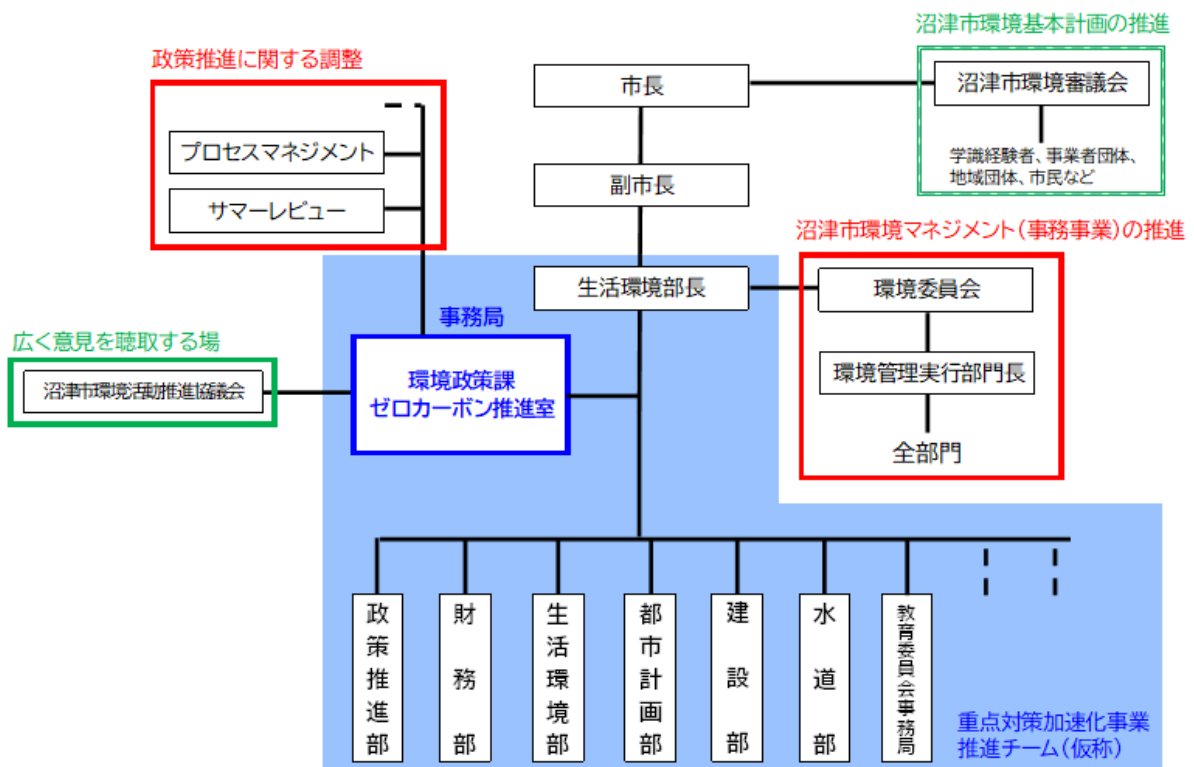 沼津市環境基本計画の推進
政策推進に関する調整
市長
沼津市環境審議会
プロセスマネジメント
学識経験者、事業者団体、
地域団体、市民など
副市長
サマーレビュー
沼津市環境マネジメント(事務事業)の推進
生活環境部長
環境委員会
事務局
広く意見を聴取する場
沼津市環境活動推進協議会
環境政策課
ゼロカーボン推進室
環境管理実行部門長
全部門
政策推進部
財務部
生活環境部
都市計画部
建設部
水道部
教育委員会事務局
重点対策加速化事業
推進チーム(仮称)